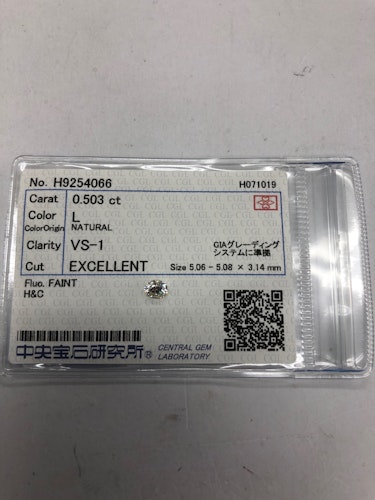 No. H9254066 H071019
Carat 0.503 ct
Color L
ColorOrigin NATURAL
Clarity VS-1 GIAグレーディング
システムに準拠
Cut EXCELLENT Size 5.06 - 5.08 × 3.14 mm
Fluo. FAINT
H&C
中央宝石研究所® CENTRAL GEM
LABORATORY